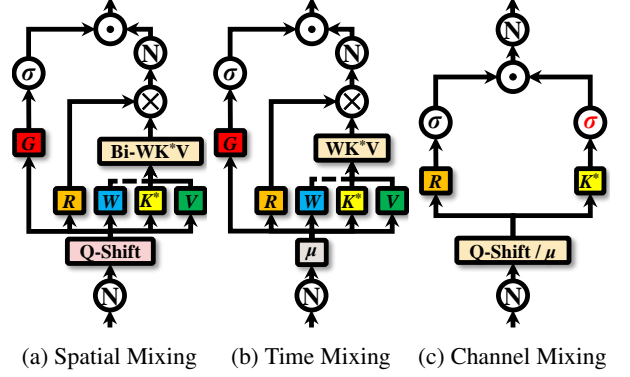 N
σ
G
Bi-WK*V
R
W
K*
V
Q-Shift
N
(a) Spatial Mixing
N
σ
G
WK*V
R
W
K*
V
μ
N
(b) Time Mixing
N
σ
σ
R
K*
Q-Shift / μ
N
(c) Channel Mixing